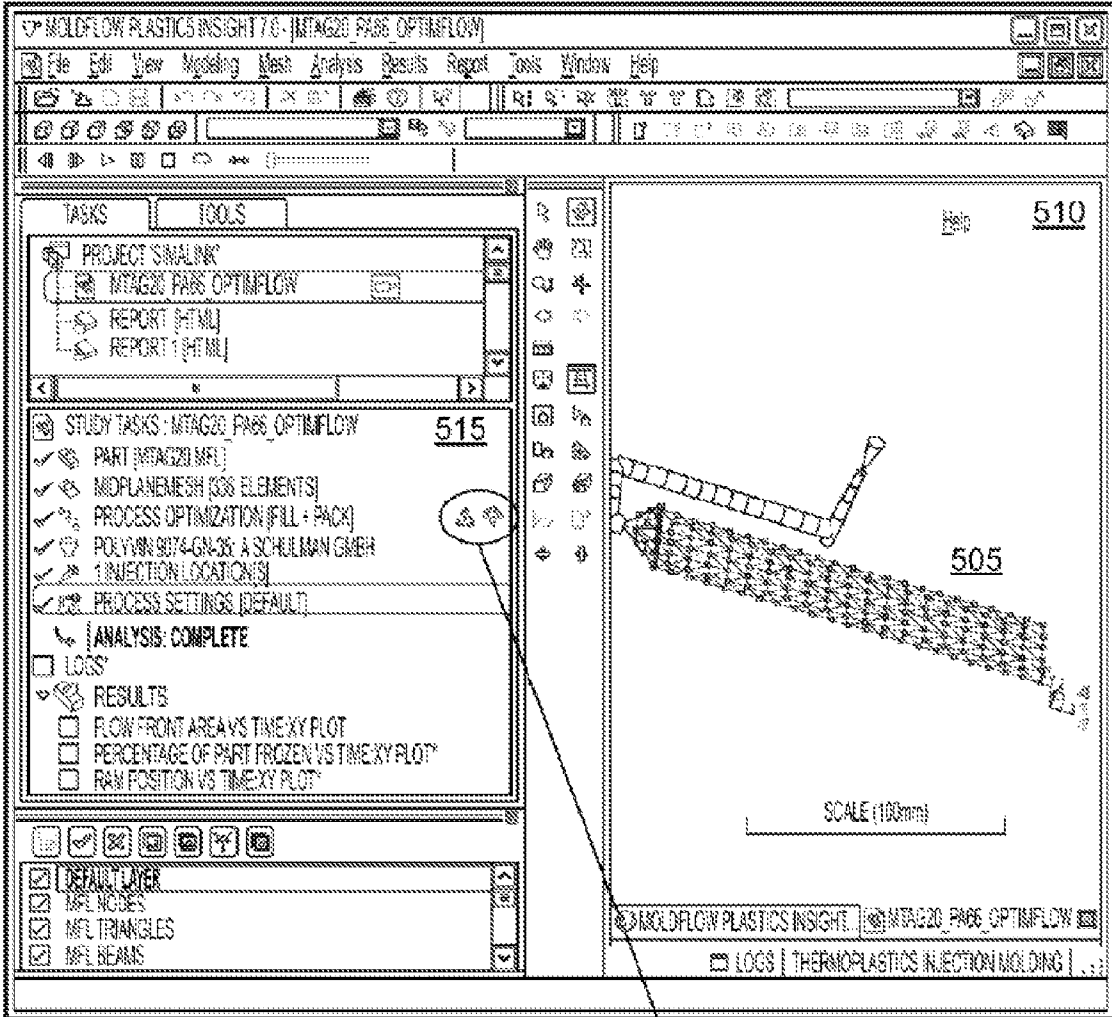 MOLDFLOW PLASTICS INSIGHT 7.0 - [MTAG20_PA66_OPTIMFLOW]
File Edit View Modeling Mesh Analysis Results Report Tools Window Help
TASKS TOOLS
PROJECT 'SIMALINK'
MTAG20_PA66_OPTIMFLOW
REPORT [HTML]
REPORT 1 [HTML]
STUDY TASKS : MTAG20_PA66_OPTIMFLOW
515
PART [MTAG20.MFL]
MIDPLANEMESH [336 ELEMENTS]
PROCESS OPTIMIZATION [FILL + PACK]
POLYVIN 9074-GN-35: A SCHULMAN GMBH
1 INJECTION LOCATION[S]
PROCESS SETTINGS [DEFAULT]
ANALYSIS: COMPLETE
LOGS*
RESULTS
FLOW FRONT AREA VS TIME:XY PLOT
PERCENTAGE OF PART FROZEN VS TIME:XY PLOT*
RAM POSITION VS TIME:XY PLOT*
DEFAULT LAYER
MFL NODES
MFL TRIANGLES
MFL BEAMS
Help
510
505
SCALE (100mm)
MOLDFLOW PLASTICS INSIGHT... MTAG20_PA66_OPTIMFLOW
LOGS THERMOPLASTICS INJECTION MOLDING